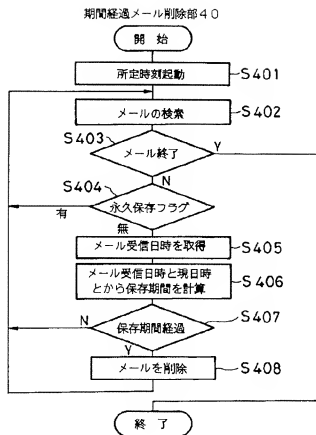 期間経過メール削除部40
開始
所定時刻起動
S401
メールの検索
S402
S403
メール終了
Y
N
S404
永久保存フラグ
有
無
メール受信日時を取得
S405
メール受信日時と現日時
とから保存期間を計算
S406
保存期間経過
S407
N
Y
メールを削除
S408
終了